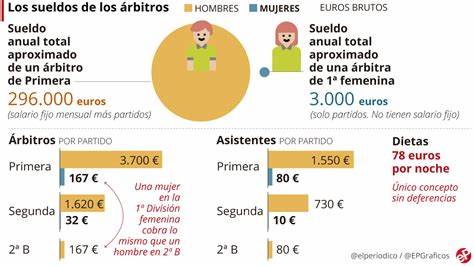 Los sueldos de los árbitros
HOMBRES
MUJERES
EUROS BRUTOS
Sueldo
anual total
aproximado
de un árbitro
de Primera
296.000 euros
(salario fijo mensual más partidos)
Sueldo
anual total
aproximado
de una árbitra
de 1ª femenina
3.000 euros
(solo partidos. No tienen salario fijo)
Árbitros POR PARTIDO
Primera
3.700 €
167 €
Segunda
1.620 €
32 €
2ª B
167 €
Una mujer
en la
1ª División
femenina
cobra lo
mismo que un
hombre en 2ª B
Asistentes POR PARTIDO
Primera
1.550 €
80 €
Segunda
730 €
10 €
2ª B
80 €
Dietas
78 euros
por noche
Único concepto
sin deferencias
@elperiodico / @EPGraficos
eP